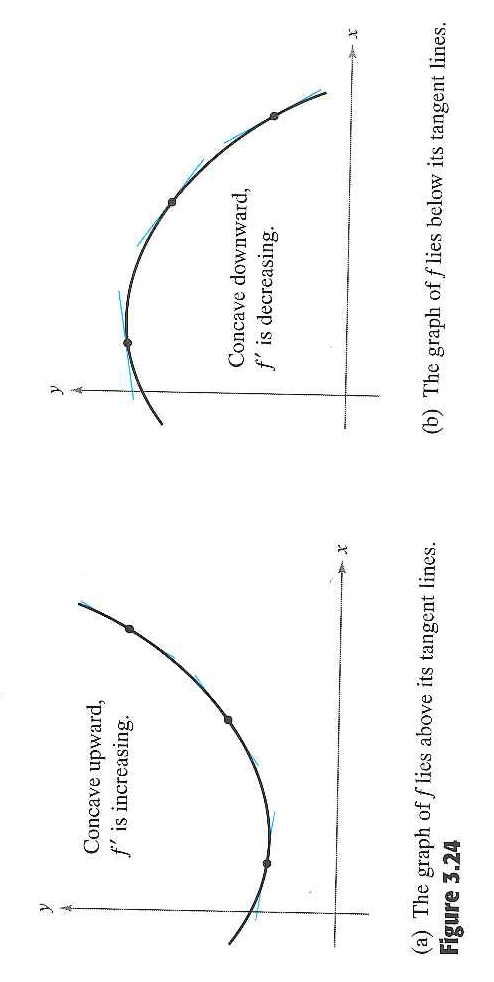 y
Concave upward,
f′ is increasing.
x
(a) The graph of f lies above its tangent lines.
Figure 3.24
y
Concave downward,
f′ is decreasing.
x
(b) The graph of f lies below its tangent lines.